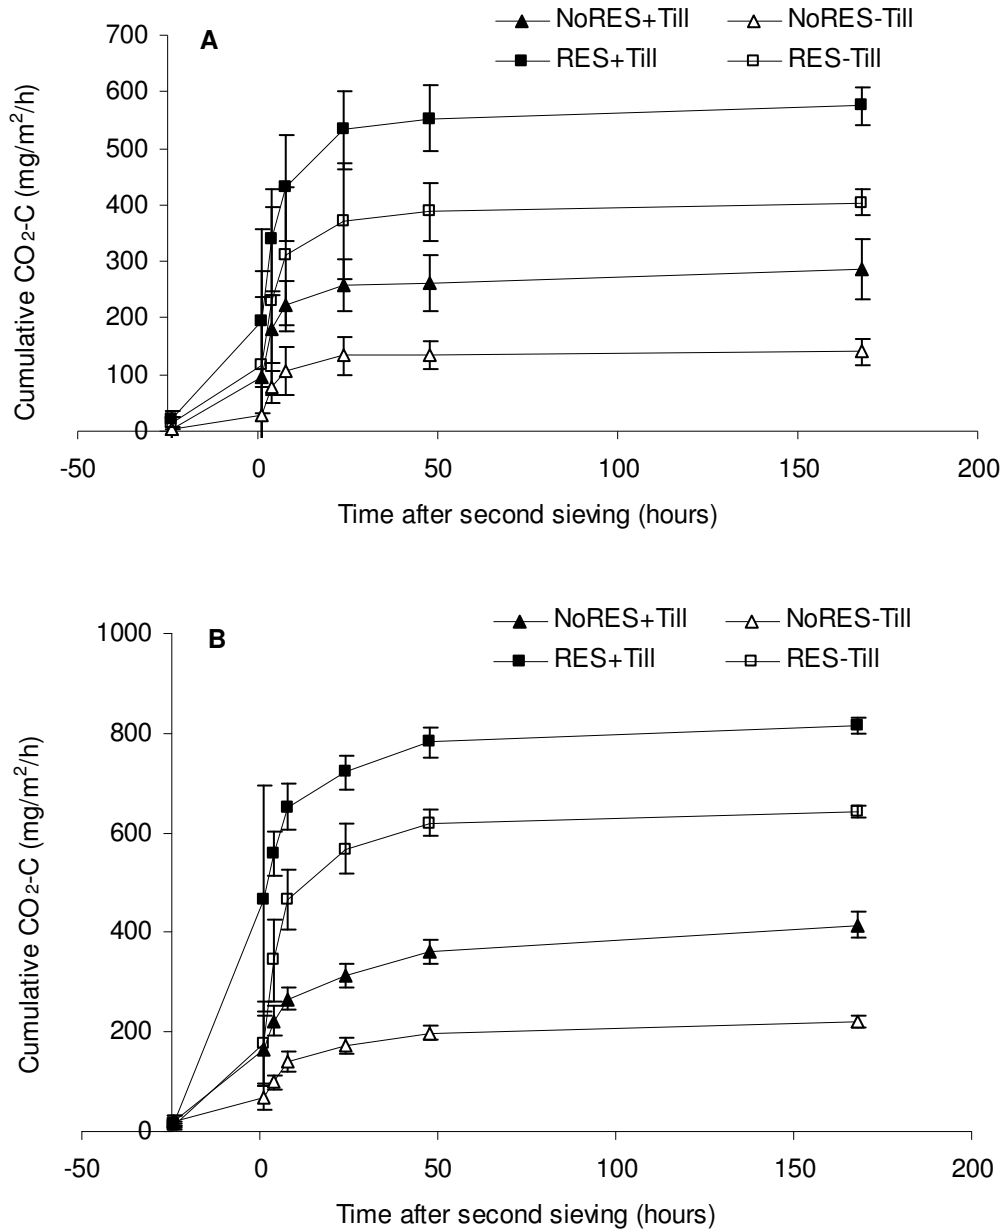 NoRES+Till NoRES-Till
RES+Till RES-Till
A
700
600
500
400
300
200
100
0
-50 0 50 100 150 200
Cumulative CO2-C (mg/m²/h)
Time after second sieving (hours)
NoRES+Till NoRES-Till
RES+Till RES-Till
B
1000
800
600
400
200
0
-50 0 50 100 150 200
Cumulative CO2-C (mg/m²/h)
Time after second sieving (hours)